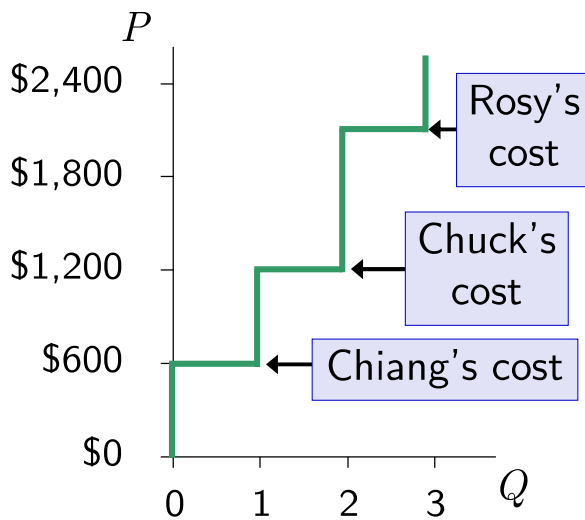 P
$2,400
Rosy's
cost
$1,800
Chuck's
cost
$1,200
$600
Chiang's cost
$0
0 1 2 3
Q